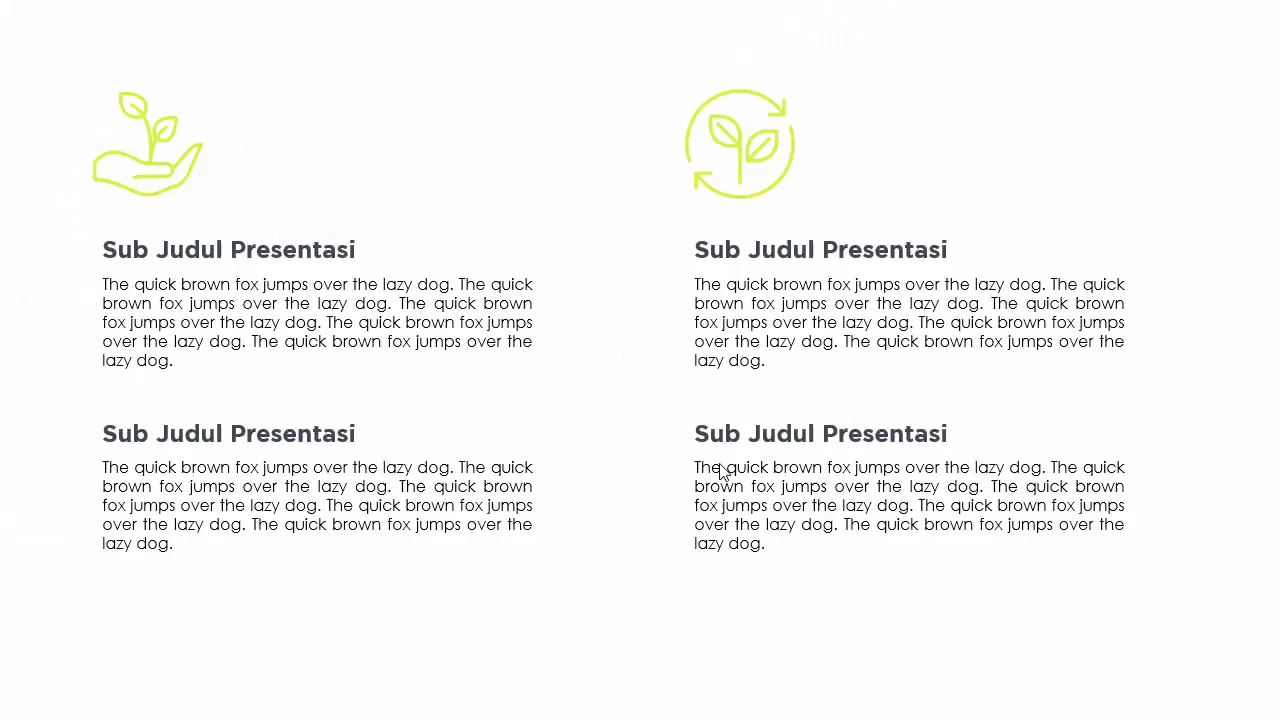 Sub Judul Presentasi
The quick brown fox jumps over the lazy dog. The quick
brown fox jumps over the lazy dog. The quick brown
fox jumps over the lazy dog. The quick brown fox jumps
over the lazy dog. The quick brown fox jumps over the
lazy dog.
Sub Judul Presentasi
The quick brown fox jumps over the lazy dog. The quick
brown fox jumps over the lazy dog. The quick brown
fox jumps over the lazy dog. The quick brown fox jumps
over the lazy dog. The quick brown fox jumps over the
lazy dog.
Sub Judul Presentasi
The quick brown fox jumps over the lazy dog. The quick
brown fox jumps over the lazy dog. The quick brown
fox jumps over the lazy dog. The quick brown fox jumps
over the lazy dog. The quick brown fox jumps over the
lazy dog.
Sub Judul Presentasi
The quick brown fox jumps over the lazy dog. The quick
brown fox jumps over the lazy dog. The quick brown
fox jumps over the lazy dog. The quick brown fox jumps
over the lazy dog. The quick brown fox jumps over the
lazy dog.